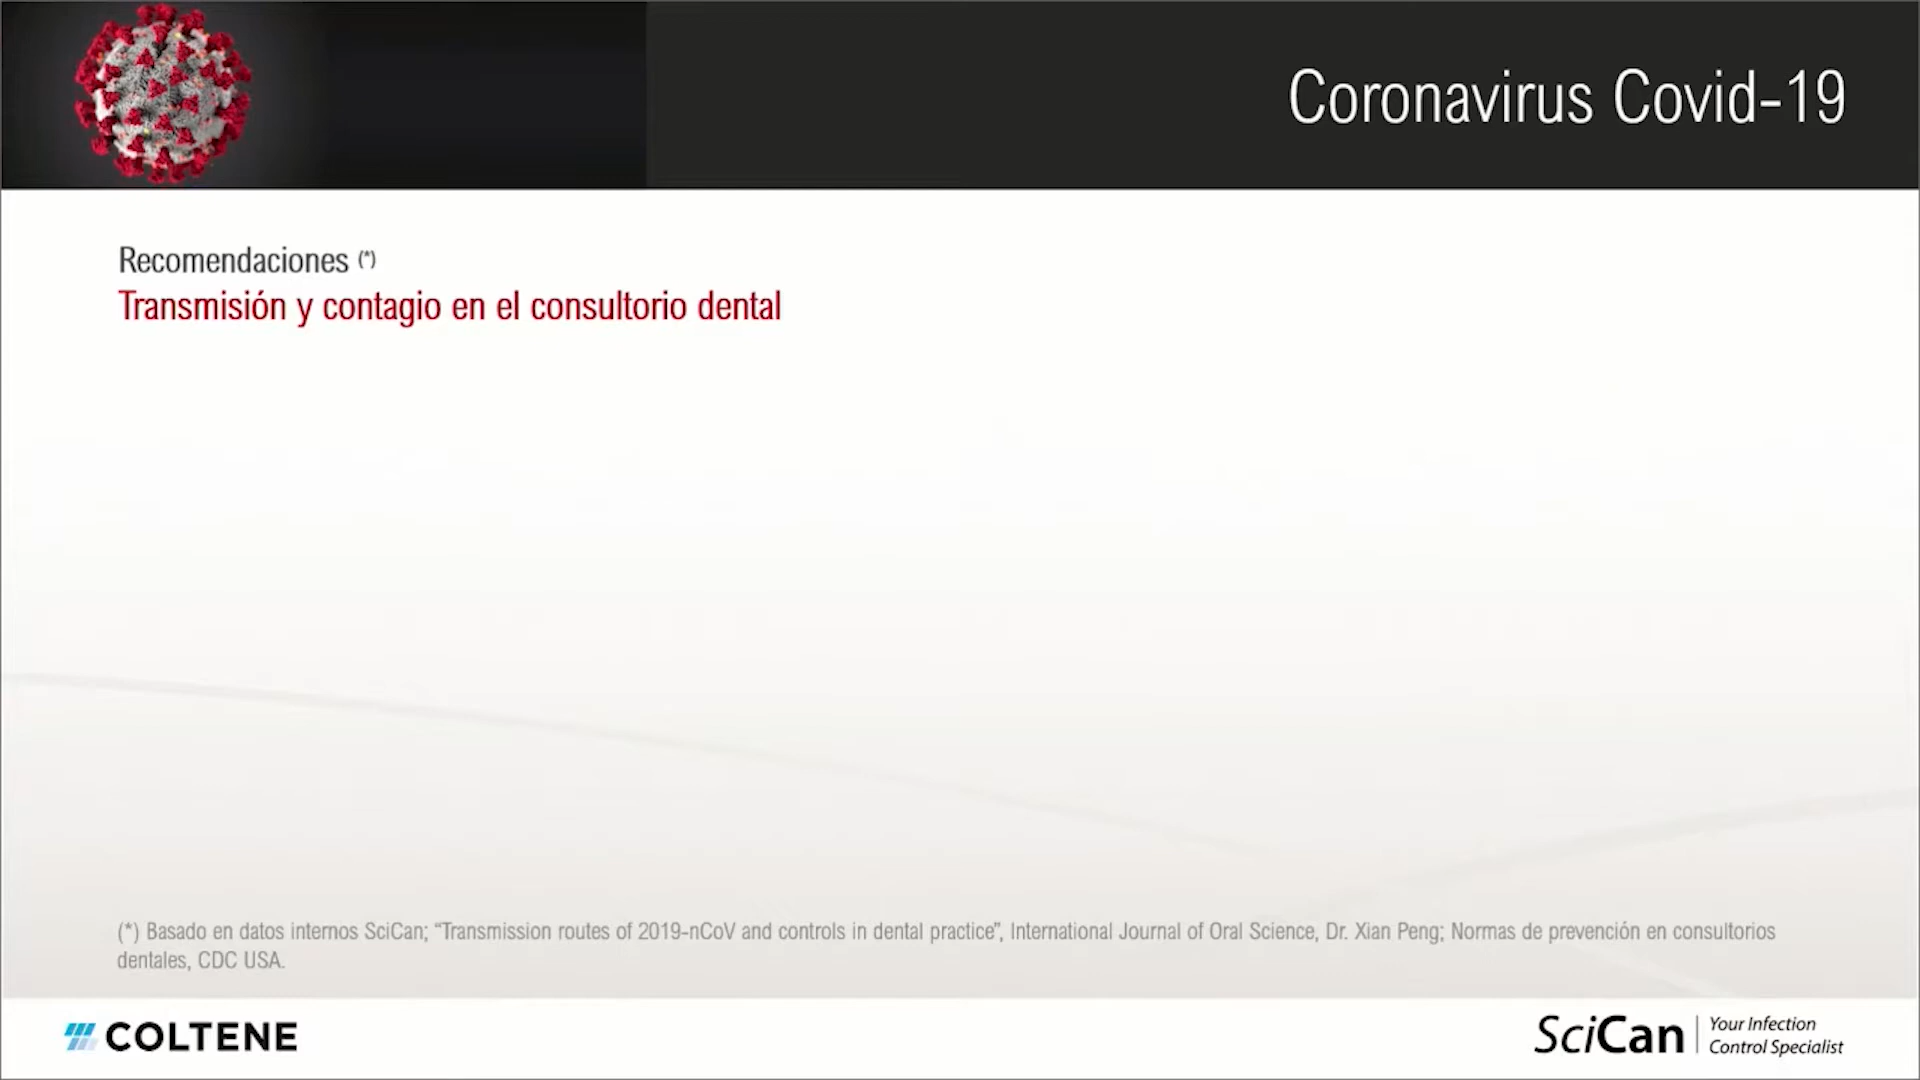 Coronavirus Covid-19
Recomendaciones (*)
Transmisión y contagio en el consultorio dental
(*) Basado en datos internos SciCan; “Transmission routes of 2019-nCoV and controls in dental practice”, International Journal of Oral Science, Dr. Xian Peng; Normas de prevención en consultorios
dentales, CDC USA.
COLTENE
SciCan
Your Infection
Control Specialist